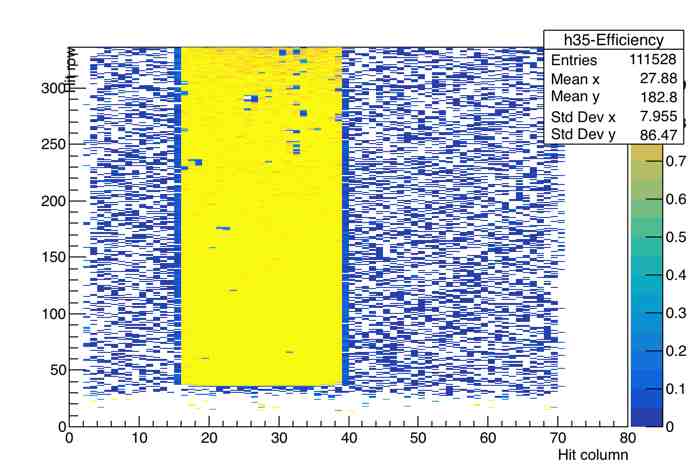 h35-Efficiency
Entries 111528
Mean x 27.88
Mean y 182.8
Std Dev x 7.955
Std Dev y 86.47
Hit row
300
250
200
150
100
50
0
0 10 20 30 40 50 60 70 80
Hit column
0.7
0.6
0.5
0.4
0.3
0.2
0.1
0